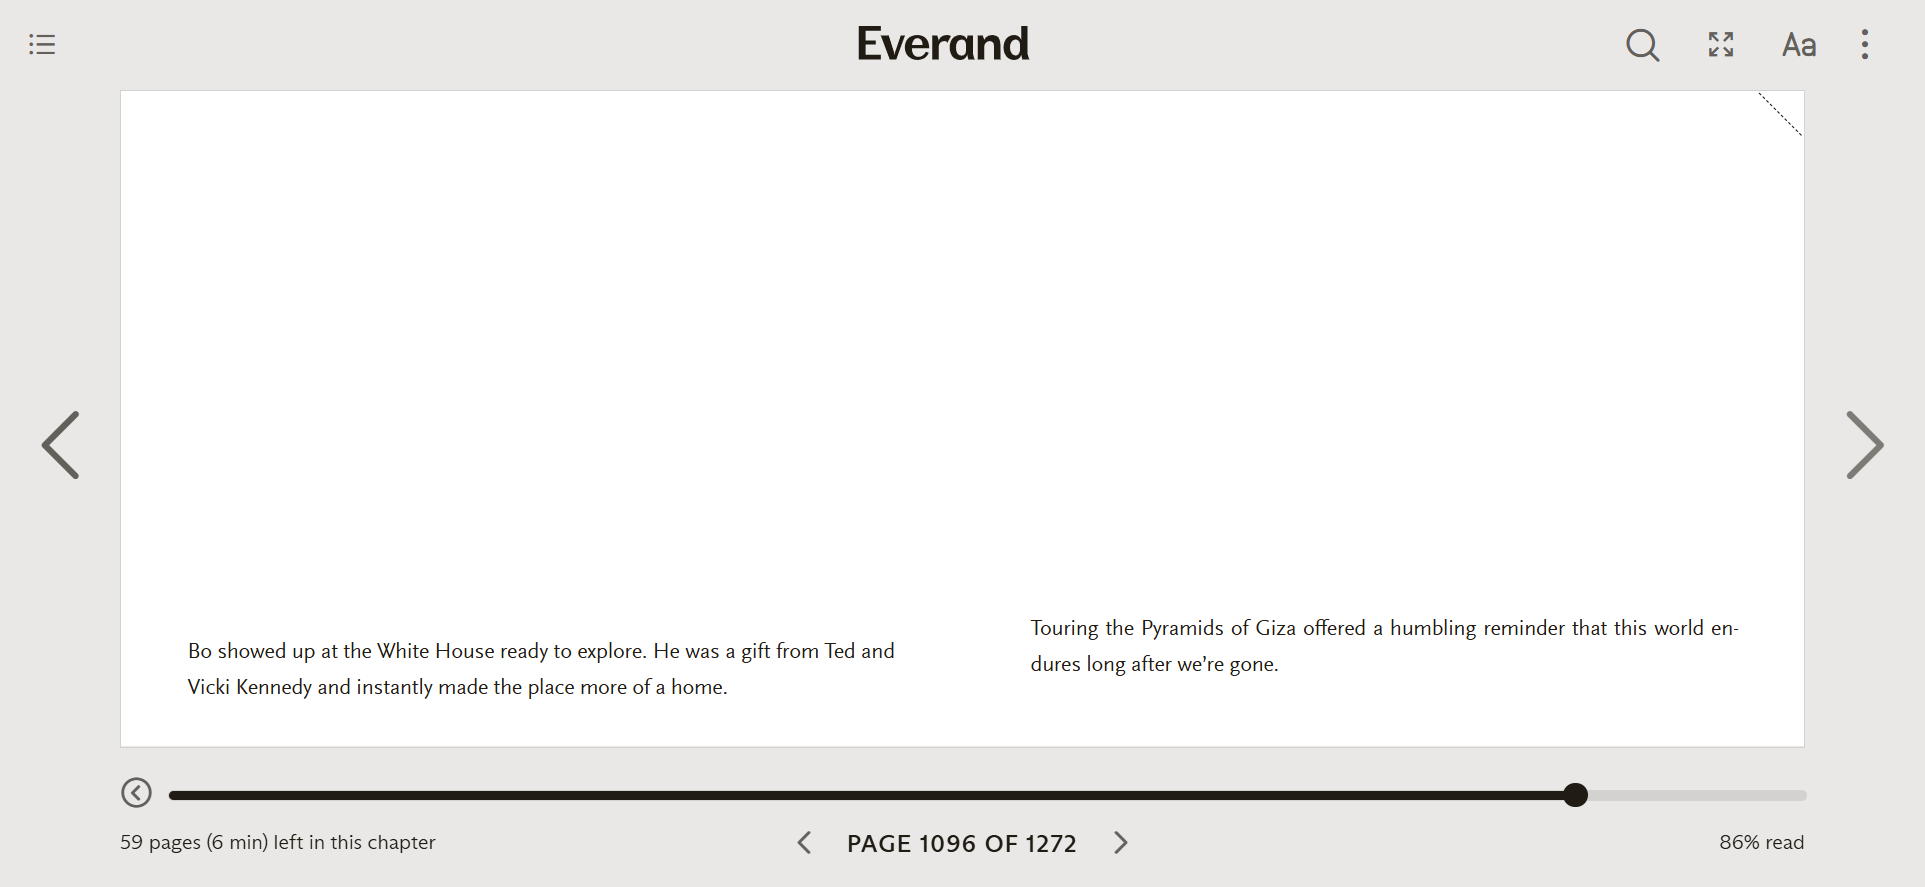 Everand
Aa
Bo showed up at the White House ready to explore. He was a gift from Ted and
Vicki Kennedy and instantly made the place more of a home.
Touring the Pyramids of Giza offered a humbling reminder that this world en-
dures long after we’re gone.
59 pages (6 min) left in this chapter
PAGE 1096 OF 1272
86% read